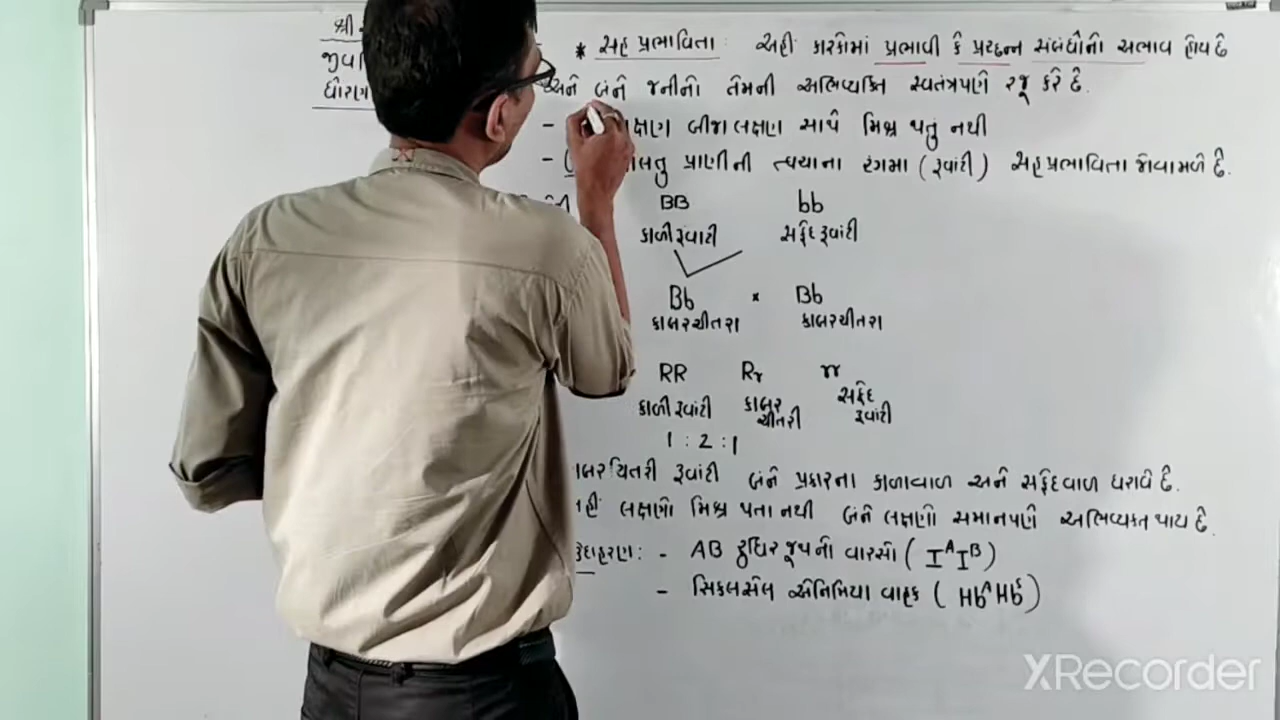 શ્રી
જીવ
ધોરણ
* સહ પ્રભાવિતા : અહીં કારકોમાં પ્રભાવી કે પ્રચ્છન્ન સંબંધોનો અભાવ હોય છે
અને બંને જનીનો તેમની અભિવ્યક્તિ સ્વતંત્રપણે રજૂ કરે છે.
- લક્ષણ બીજા લક્ષણ સાથે મિશ્ર થતું નથી
- પાલતુ પ્રાણીની ત્વચાના રંગમા (રૂવાંટી) સહપ્રભાવિતા જોવામળે છે.
BB bb
કાળી રૂવાટી સફેદ રૂવાંટી
Bb × Bb
કાબરચીતરા કાબરચીતરા
RR Rr rr
કાળી રૂવાંટી કાબર ચીતરી સફેદ રૂવાંટી
1 : 2 : 1
કાબરચિતરી રૂવાંટી બંને પ્રકારના કાળાવાળ અને સફેદવાળ ધરાવે છે.
અહીં લક્ષણો મિશ્ર થતા નથી બંને લક્ષણો સમાનપણે અભિવ્યક્ત થાય છે.
ઉદાહરણ : - AB રુધિર જૂથનો વારસો ( I^A I^B )
- સિકલસેલ એનિમિયા વાહક ( Hb^A Hb^S )
XRecorder